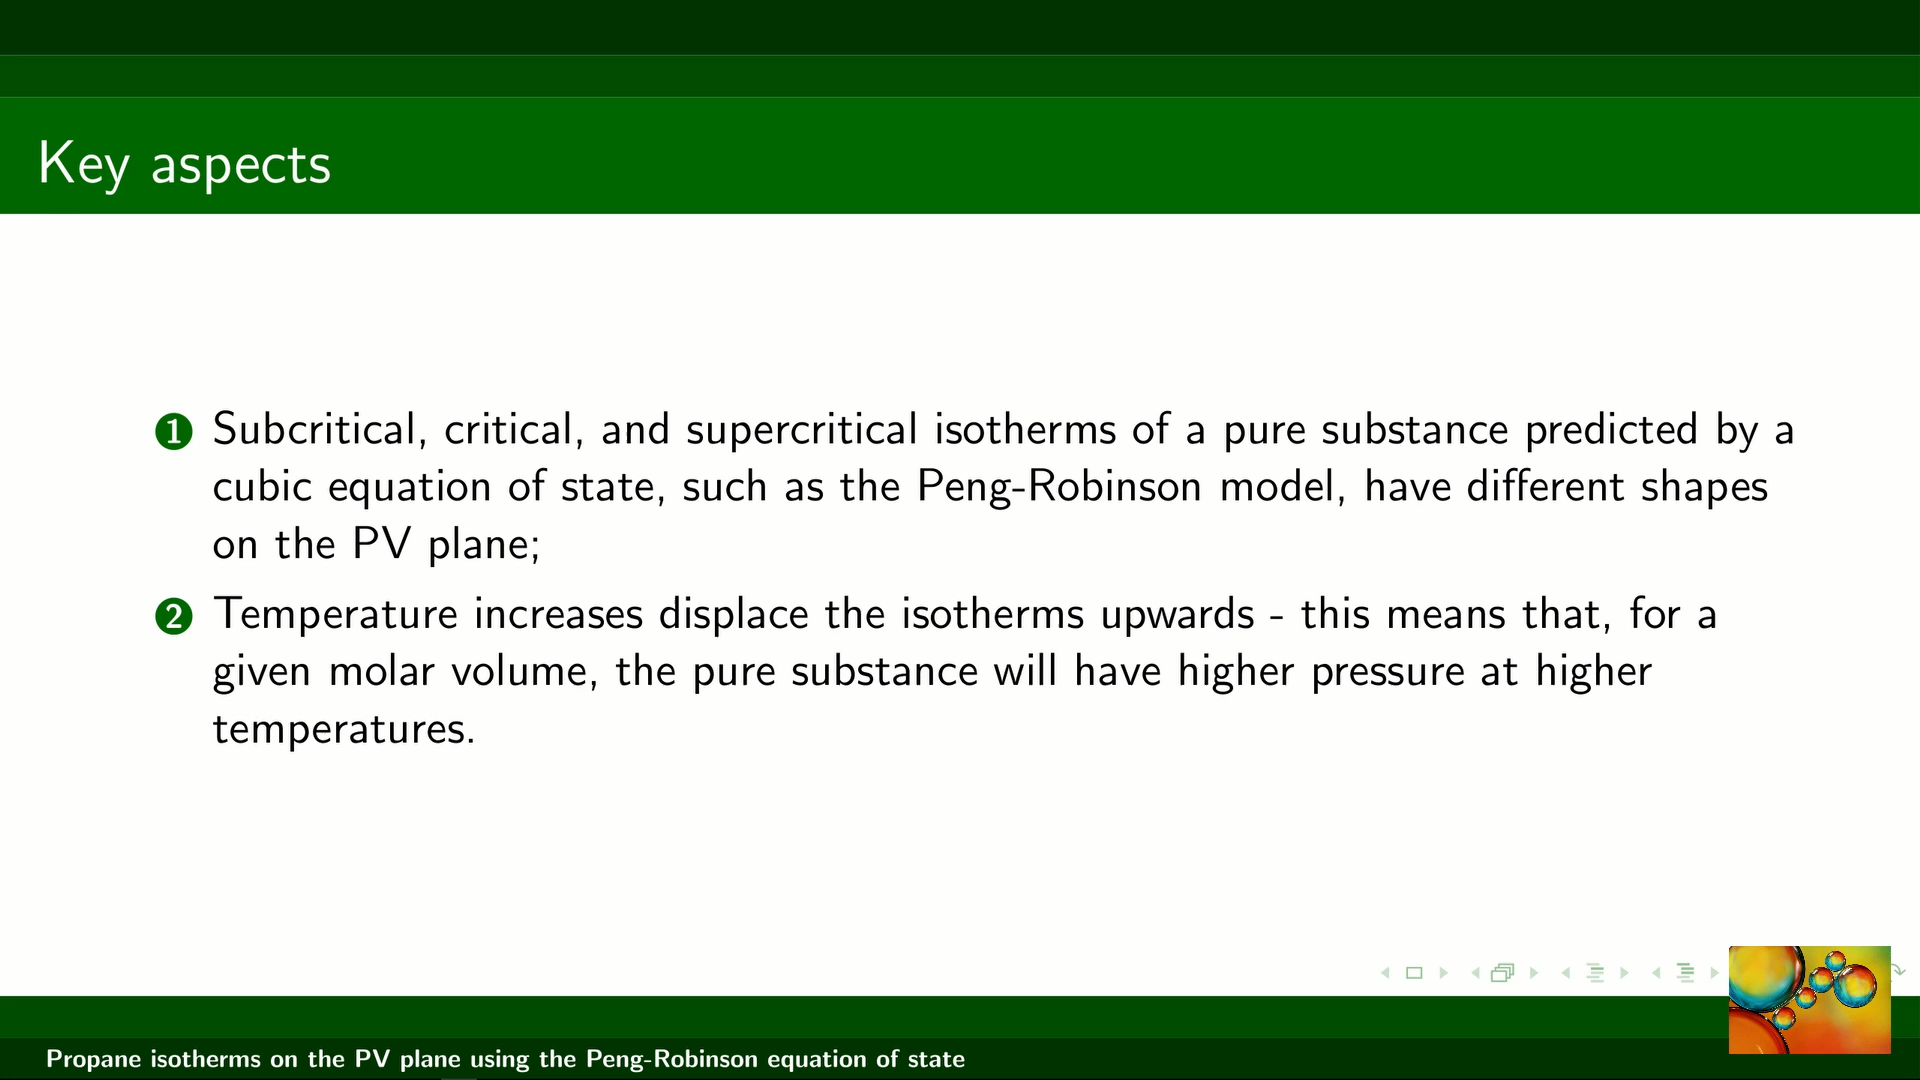 Key aspects
1 Subcritical, critical, and supercritical isotherms of a pure substance predicted by a
cubic equation of state, such as the Peng-Robinson model, have different shapes
on the PV plane;
2 Temperature increases displace the isotherms upwards - this means that, for a
given molar volume, the pure substance will have higher pressure at higher
temperatures.
Propane isotherms on the PV plane using the Peng-Robinson equation of state